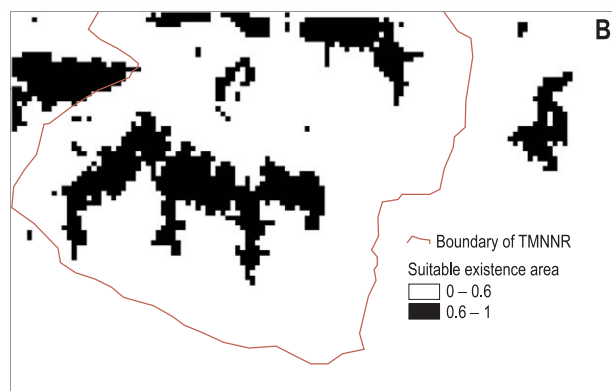 B
Boundary of TMNNR
Suitable existence area
0 – 0.6
0.6 – 1